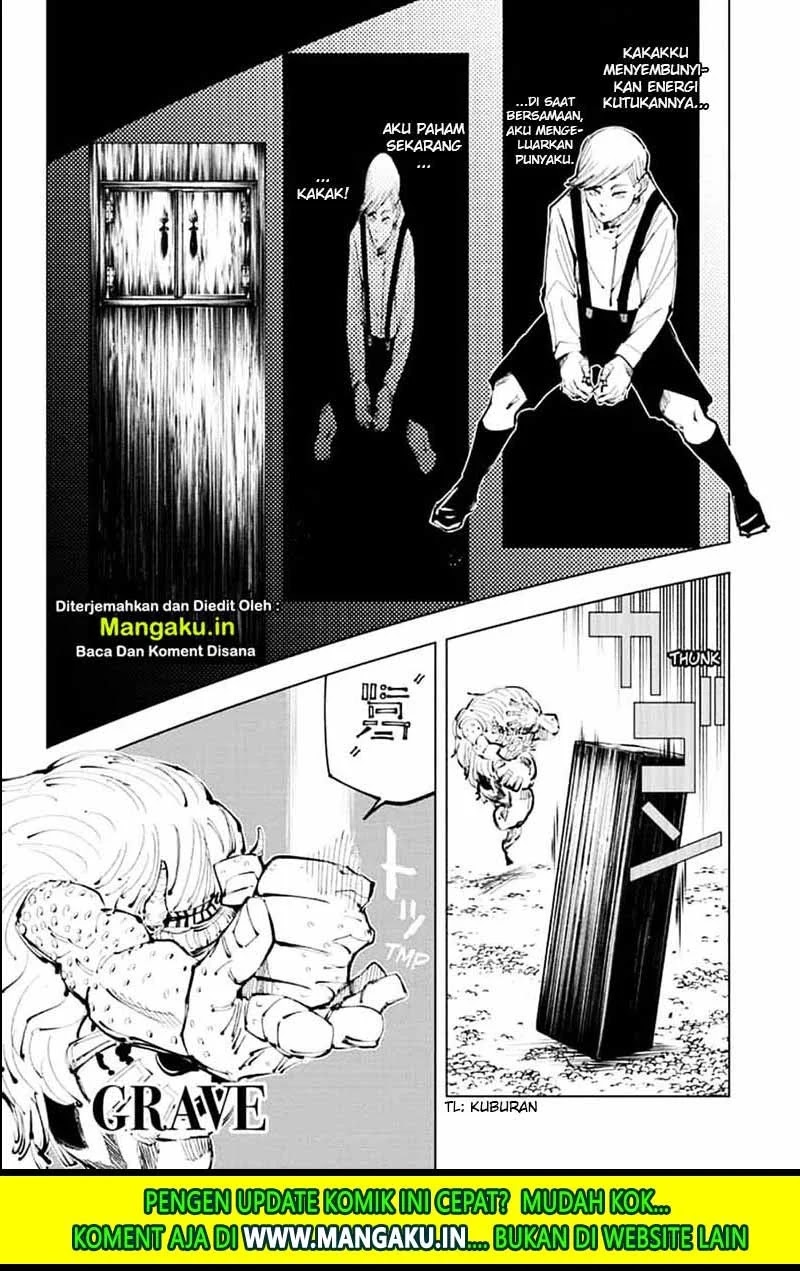 KAKAKKU
MENYEMBUNYI-
KAN ENERGI
KUTUKANNYA...
...DI SAAT
BERSAMAAN,
AKU MENGE-
LUARKAN
PUNYAKU.
AKU PAHAM
SEKARANG
...
...
KAKAK!
Diterjemahkan dan Diedit Oleh :
Mangaku.in
Baca Dan Koment Disana
THUNK
TL: KUBURAN
トッ
TMP
GRAVE
PENGEN UPDATE KOMIK INI CEPAT? MUDAH KOK...
KOMENT AJA DI WWW.MANGAKU.IN.... BUKAN DI WEBSITE LAIN